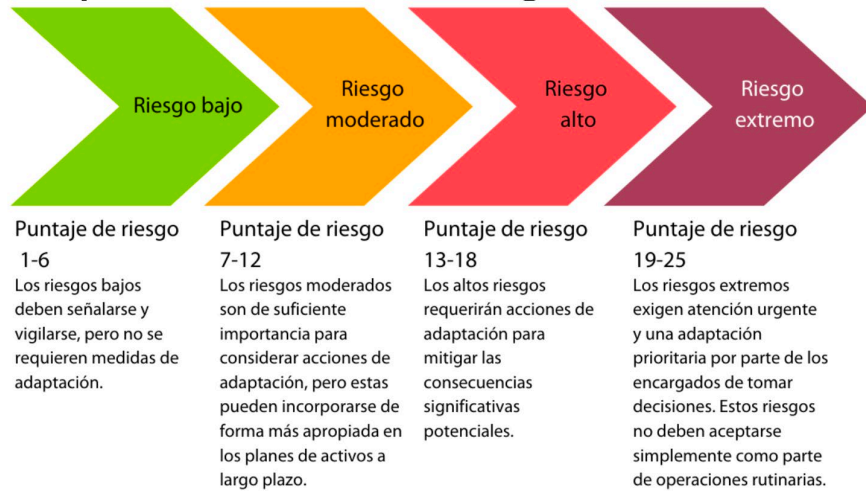 Riesgo bajo
Riesgo
moderado
Riesgo
alto
Riesgo
extremo
Puntaje de riesgo
1-6
Los riesgos bajos
deben señalarse y
vigilarse, pero no se
requieren medidas de
adaptación.
Puntaje de riesgo
7-12
Los riesgos moderados
son de suficiente
importancia para
considerar acciones de
adaptación, pero estas
pueden incorporarse de
forma más apropiada en
los planes de activos a
largo plazo.
Puntaje de riesgo
13-18
Los altos riesgos
requerirán acciones de
adaptación para
mitigar las
consecuencias
significativas
potenciales.
Puntaje de riesgo
19-25
Los riesgos extremos
exigen atención urgente
y una adaptación
prioritaria por parte de los
encargados de tomar
decisiones. Estos riesgos
no deben aceptarse
simplemente como parte
de operaciones rutinarias.